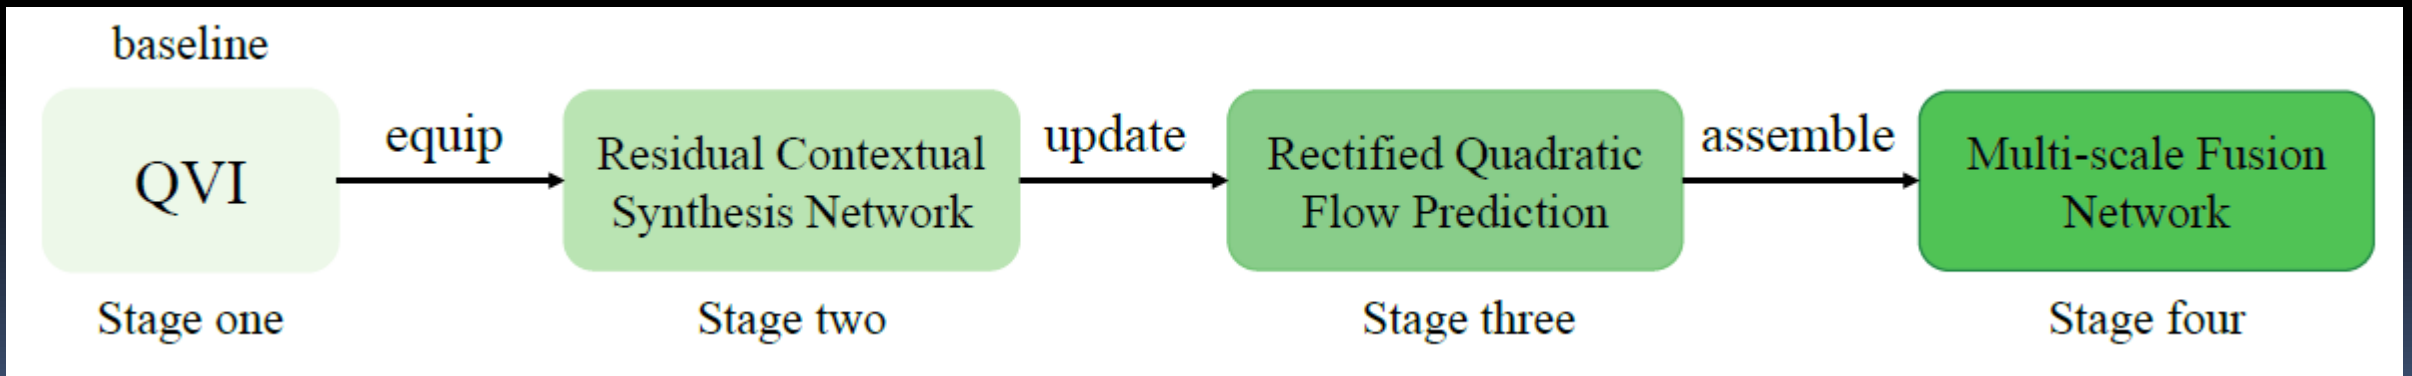 baseline
QVI
Stage one
equip
Residual Contextual
Synthesis Network
Stage two
update
Rectified Quadratic
Flow Prediction
Stage three
assemble
Multi-scale Fusion
Network
Stage four